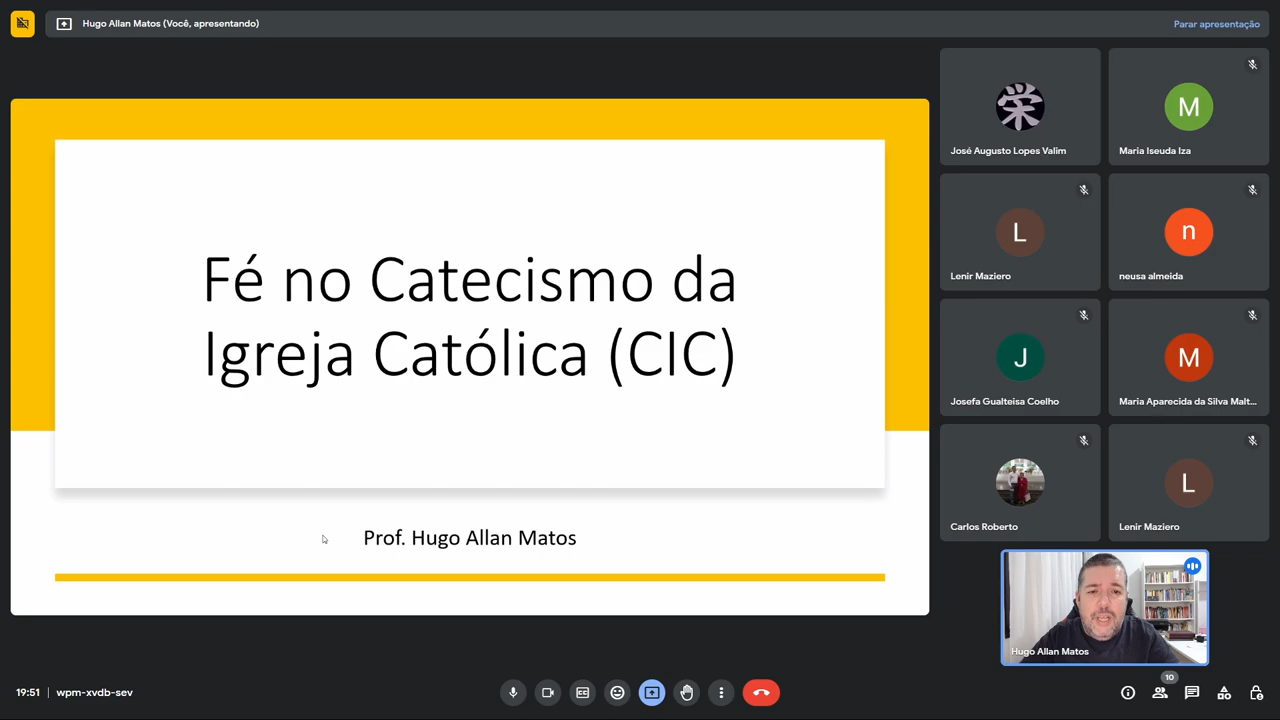 Hugo Allan Matos (Você, apresentando)
Parar apresentação
Fé no Catecismo da
Igreja Católica (CIC)
Prof. Hugo Allan Matos
栄
José Augusto Lopes Valim
M
Maria Iseuda Iza
L
Lenir Maziero
n
neusa almeida
J
Josefa Gualteisa Coelho
M
Maria Aparecida da Silva Malt...
Carlos Roberto
L
Lenir Maziero
Hugo Allan Matos
19:51
wpm-xvdb-sev
10